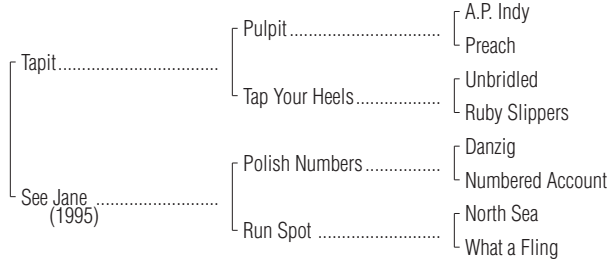 A.P. Indy
Pulpit
Preach
Tapit
Unbridled
Tap Your Heels
Ruby Slippers
Danzig
Polish Numbers
Numbered Account
See Jane
(1995)
North Sea
Run Spot
What a Fling